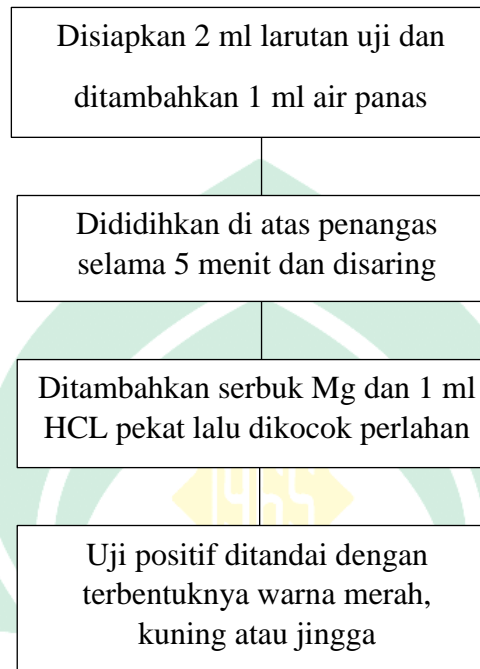 Disiapkan 2 ml larutan uji dan
ditambahkan 1 ml air panas
Dididihkan di atas penangas
selama 5 menit dan disaring
Ditambahkan serbuk Mg dan 1 ml
HCL pekat lalu dikocok perlahan
1965
Uji positif ditandai dengan
terbentuknya warna merah,
kuning atau jingga